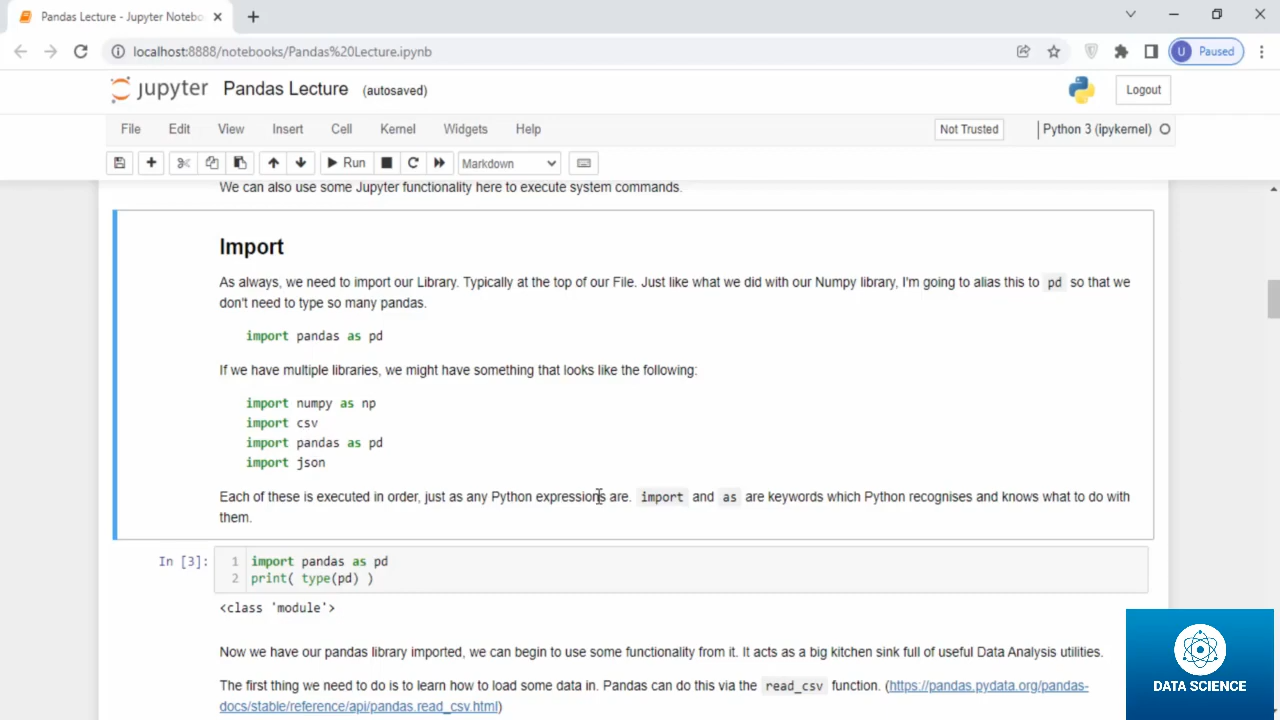 Pandas Lecture - Jupyter Notebo
localhost:8888/notebooks/Pandas%20Lecture.ipynb
U Paused
jupyter Pandas Lecture (autosaved)
Logout
File Edit View Insert Cell Kernel Widgets Help
Not Trusted
Python 3 (ipykernel)
Run
Markdown
We can also use some Jupyter functionality here to execute system commands.
Import
As always, we need to import our Library. Typically at the top of our File. Just like what we did with our Numpy library, I'm going to alias this to pd so that we
don't need to type so many pandas.
import pandas as pd
If we have multiple libraries, we might have something that looks like the following:
import numpy as np
import csv
import pandas as pd
import json
Each of these is executed in order, just as any Python expressions are. import and as are keywords which Python recognises and knows what to do with
them.
In [3]:
1 import pandas as pd
2 print( type(pd) )
<class 'module'>
Now we have our pandas library imported, we can begin to use some functionality from it. It acts as a big kitchen sink full of useful Data Analysis utilities.
The first thing we need to do is to learn how to load some data in. Pandas can do this via the read_csv function. (https://pandas.pydata.org/pandas-
docs/stable/reference/api/pandas.read_csv.html)
DATA SCIENCE